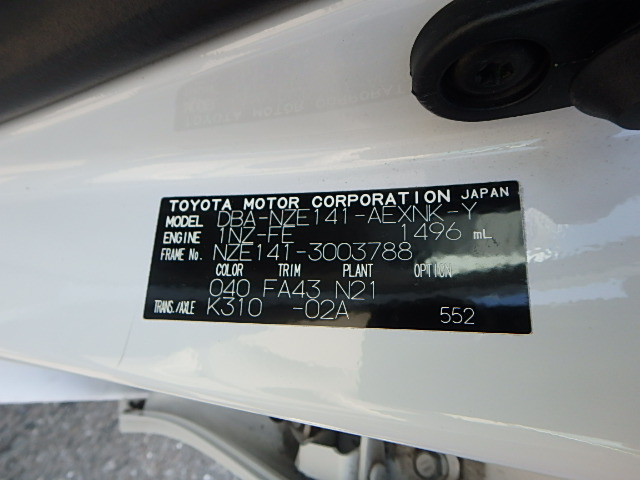 TOYOTA MOTOR CORPORATION JAPAN
MODEL DBA-NZE141-AEXNK-Y
ENGINE 1NZ-FE 1496 mL
FRAME No. NZE141-3003788
COLOR TRIM PLANT OPTION
040 FA43 N21
TRANS./AXLE K310 -02A 552